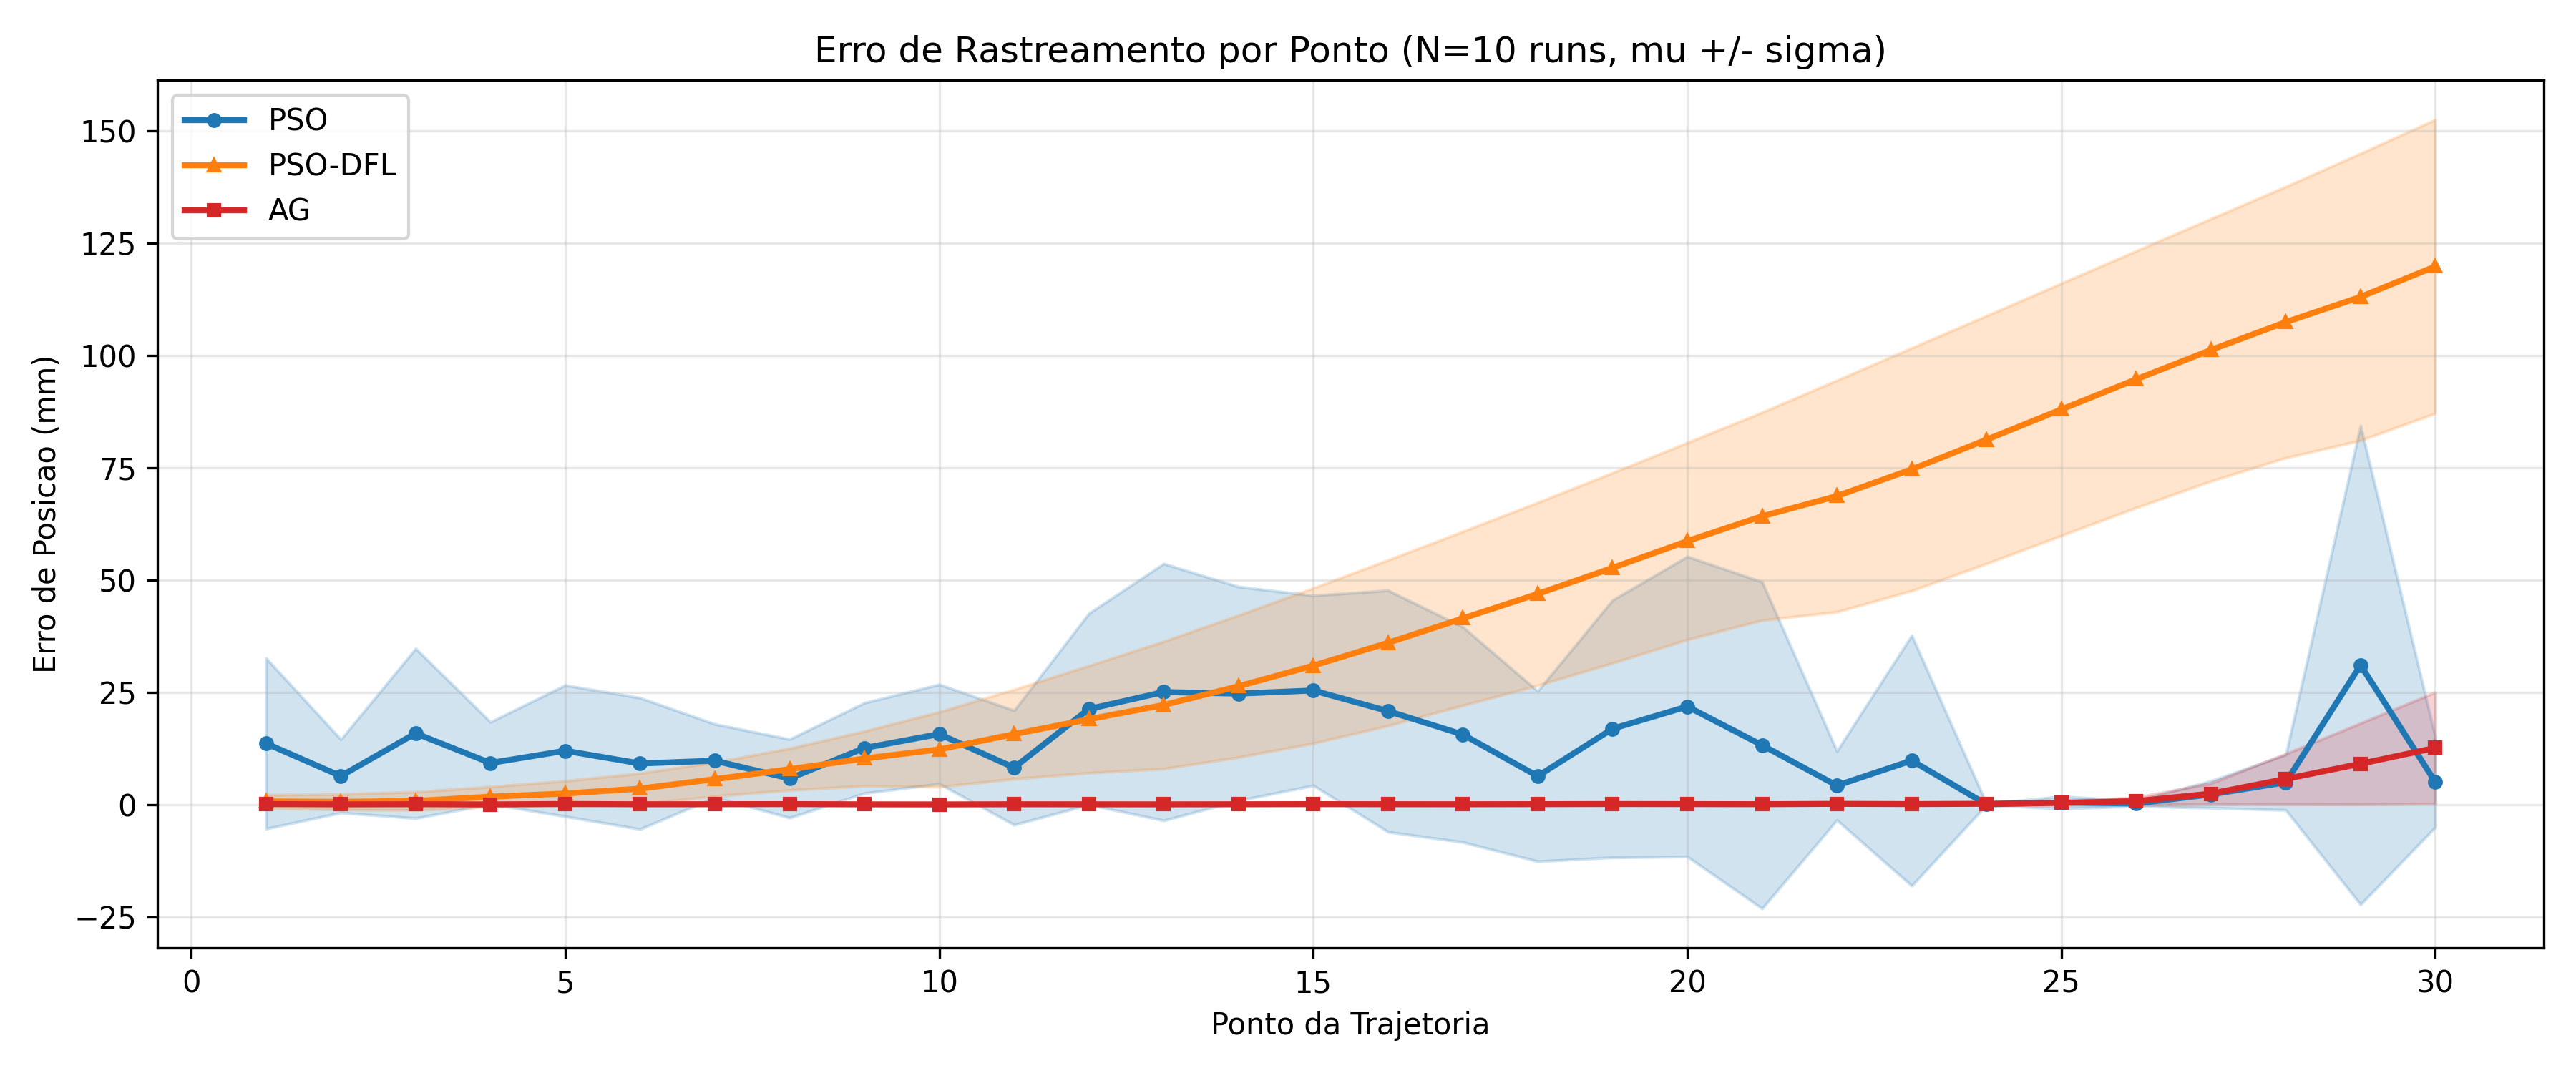 Erro de Rastreamento por Ponto (N=10 runs, mu +/- sigma)
PSO
PSO-DFL
AG
150
125
100
75
50
25
0
−25
Erro de Posicao (mm)
0 5 10 15 20 25 30
Ponto da Trajetoria